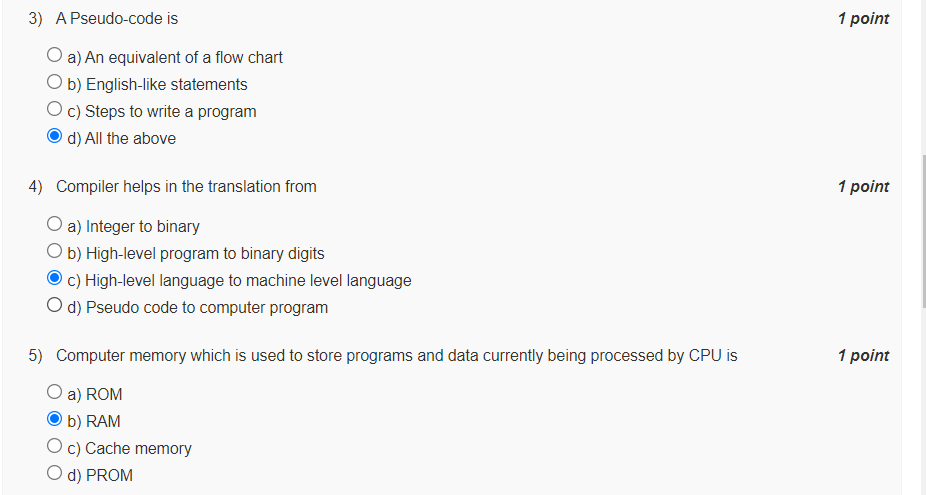 3) A Pseudo-code is 1 point
a) An equivalent of a flow chart
b) English-like statements
c) Steps to write a program
d) All the above
4) Compiler helps in the translation from 1 point
a) Integer to binary
b) High-level program to binary digits
c) High-level language to machine level language
d) Pseudo code to computer program
5) Computer memory which is used to store programs and data currently being processed by CPU is 1 point
a) ROM
b) RAM
c) Cache memory
d) PROM